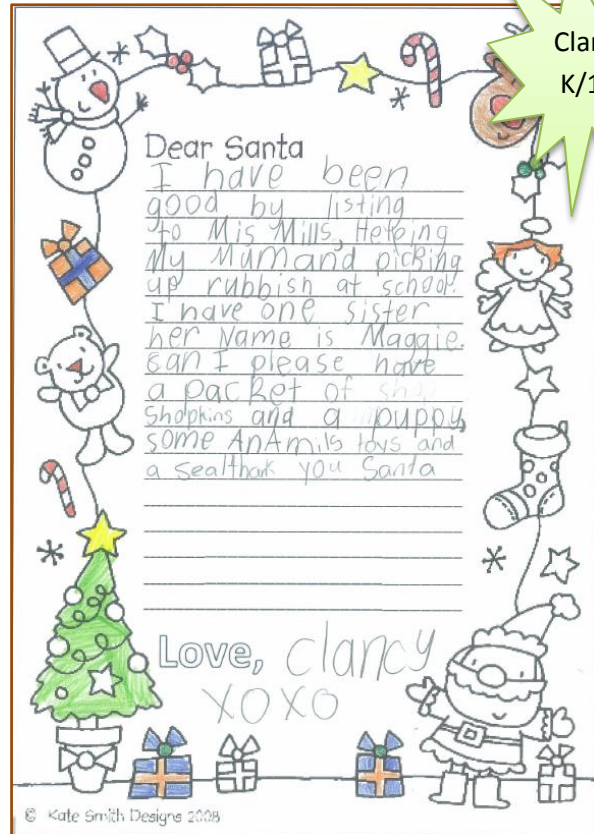 Clan
K/1
Dear Santa
I have been
good by listing
to Mis Mills, Helping
My Mum and picking
up rubbish at school.
I have one sister
her Name is Maggie.
can I please have
a packet of
Shopkins and a puppy,
some AnAmils toys and
a seal thank you Santa
Love, clancy
XOXO
© Kate Smith Designs 2008